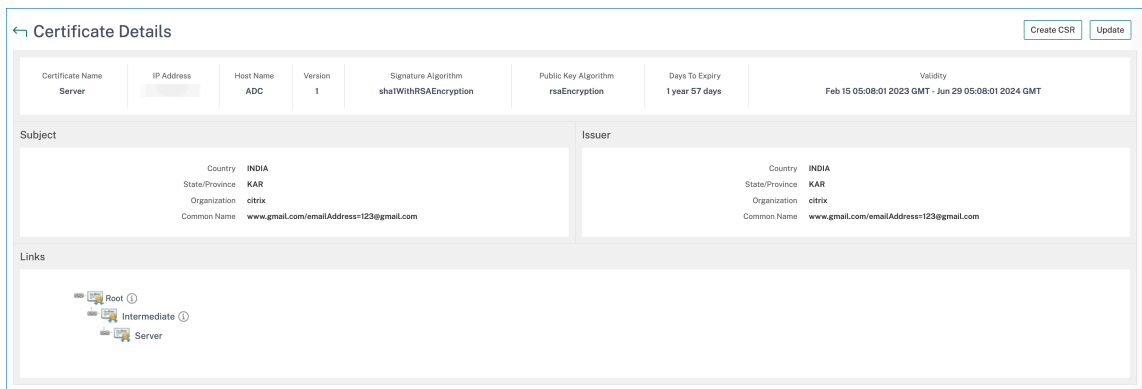 Certificate Details
Create CSR Update
Certificate Name IP Address Host Name Version Signature Algorithm Public Key Algorithm Days To Expiry Validity
Server ADC 1 sha1WithRSAEncryption rsaEncryption 1 year 57 days Feb 15 05:08:01 2023 GMT - Jun 29 05:08:01 2024 GMT
Subject
Country INDIA
State/Province KAR
Organization citrix
Common Name www.gmail.com/emailAddress=123@gmail.com
Issuer
Country INDIA
State/Province KAR
Organization citrix
Common Name www.gmail.com/emailAddress=123@gmail.com
Links
Root
Intermediate
Server